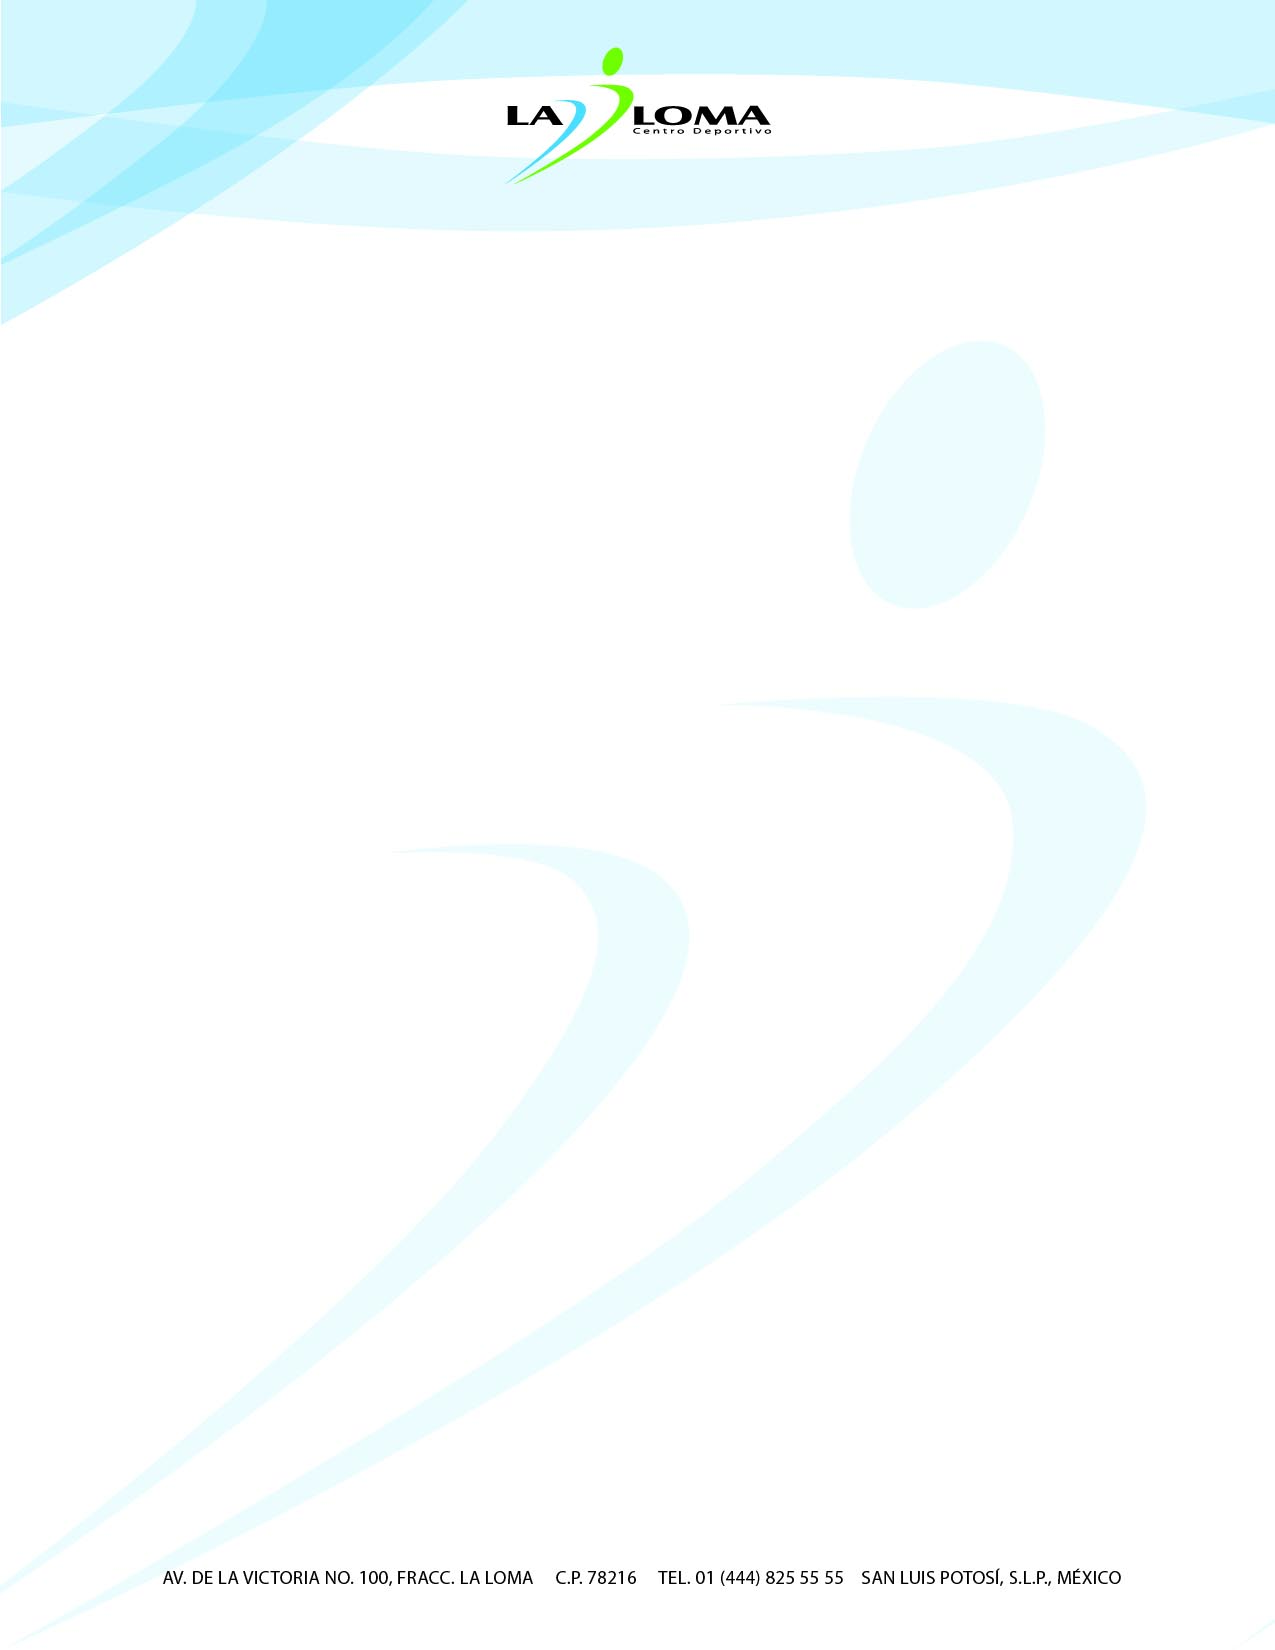 LA LOMA
Centro Deportivo
AV. DE LA VICTORIA NO. 100, FRACC. LA LOMA C.P. 78216 TEL. 01 (444) 825 55 55 SAN LUIS POTOSÍ, S.L.P., MÉXICO